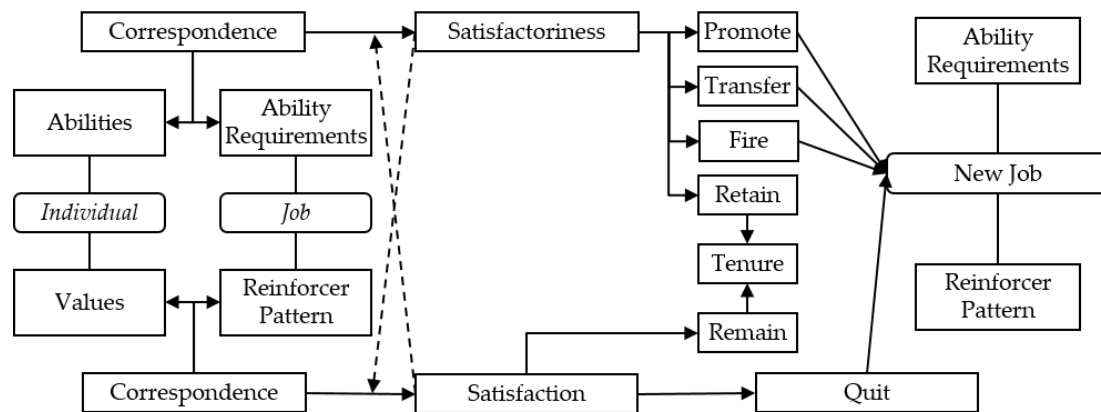 Correspondence
Satisfactoriness
Promote
Ability
Requirements
Transfer
Abilities
Ability
Requirements
Fire
New Job
Individual
Job
Retain
Tenure
Values
Reinforcer
Pattern
Reinforcer
Pattern
Remain
Correspondence
Satisfaction
Quit